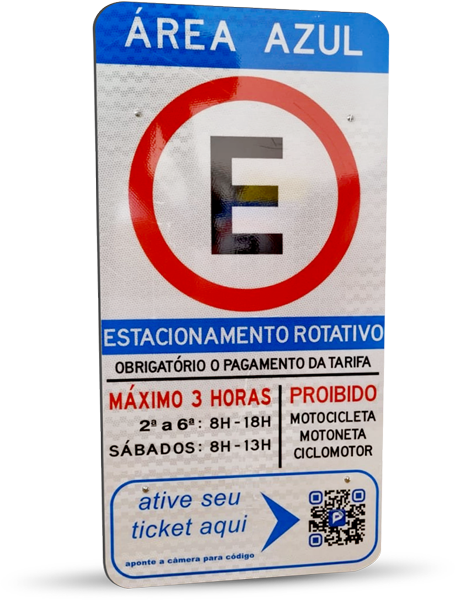 ÁREA AZUL
E
ESTACIONAMENTO ROTATIVO
OBRIGATÓRIO O PAGAMENTO DA TARIFA
MÁXIMO 3 HORAS
2ª a 6ª: 8H-18H
SÁBADOS: 8H-13H
PROIBIDO
MOTOCICLETA
MOTONETA
CICLOMOTOR
ative seu
ticket aqui
aponte a câmera para código
P